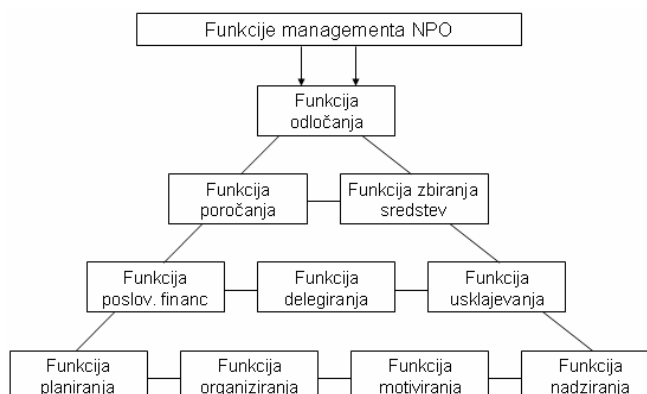 Funkcije managementa NPO
Funkcija
odločanja
Funkcija
poročanja
Funkcija zbiranja
sredstev
Funkcija
poslov. financ
Funkcija
delegiranja
Funkcija
usklajevanja
Funkcija
planiranja
Funkcija
organiziranja
Funkcija
motiviranja
Funkcija
nadziranja